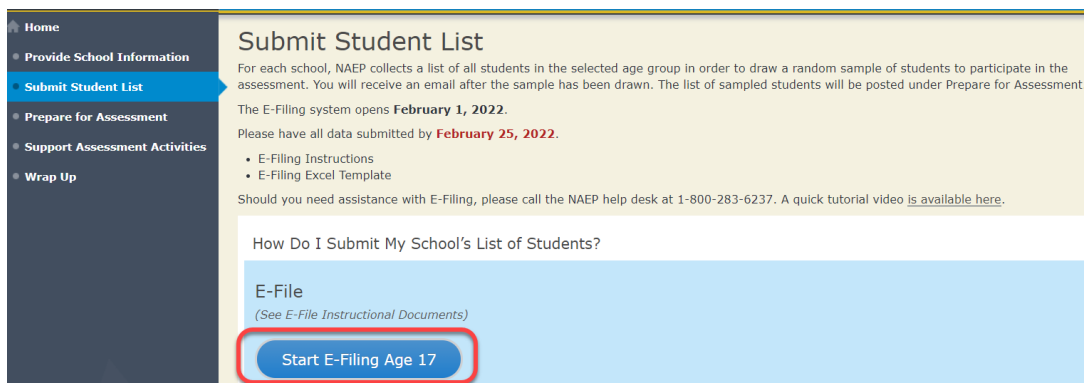 Home
Provide School Information
Submit Student List
Prepare for Assessment
Support Assessment Activities
Wrap Up
Submit Student List
For each school, NAEP collects a list of all students in the selected age group in order to draw a random sample of students to participate in the
assessment. You will receive an email after the sample has been drawn. The list of sampled students will be posted under Prepare for Assessment
The E-Filing system opens February 1, 2022.
Please have all data submitted by February 25, 2022.
• E-Filing Instructions
• E-Filing Excel Template
Should you need assistance with E-Filing, please call the NAEP help desk at 1-800-283-6237. A quick tutorial video is available here.
How Do I Submit My School's List of Students?
E-File
(See E-File Instructional Documents)
Start E-Filing Age 17